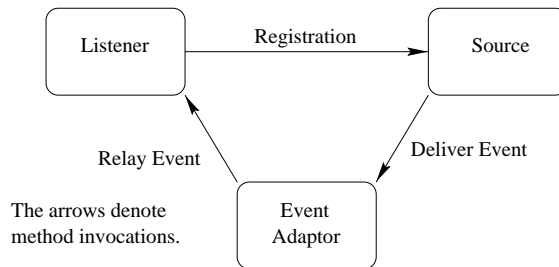 Listener
Registration
Source
Relay Event
Deliver Event
The arrows denote
method invocations.
Event
Adaptor